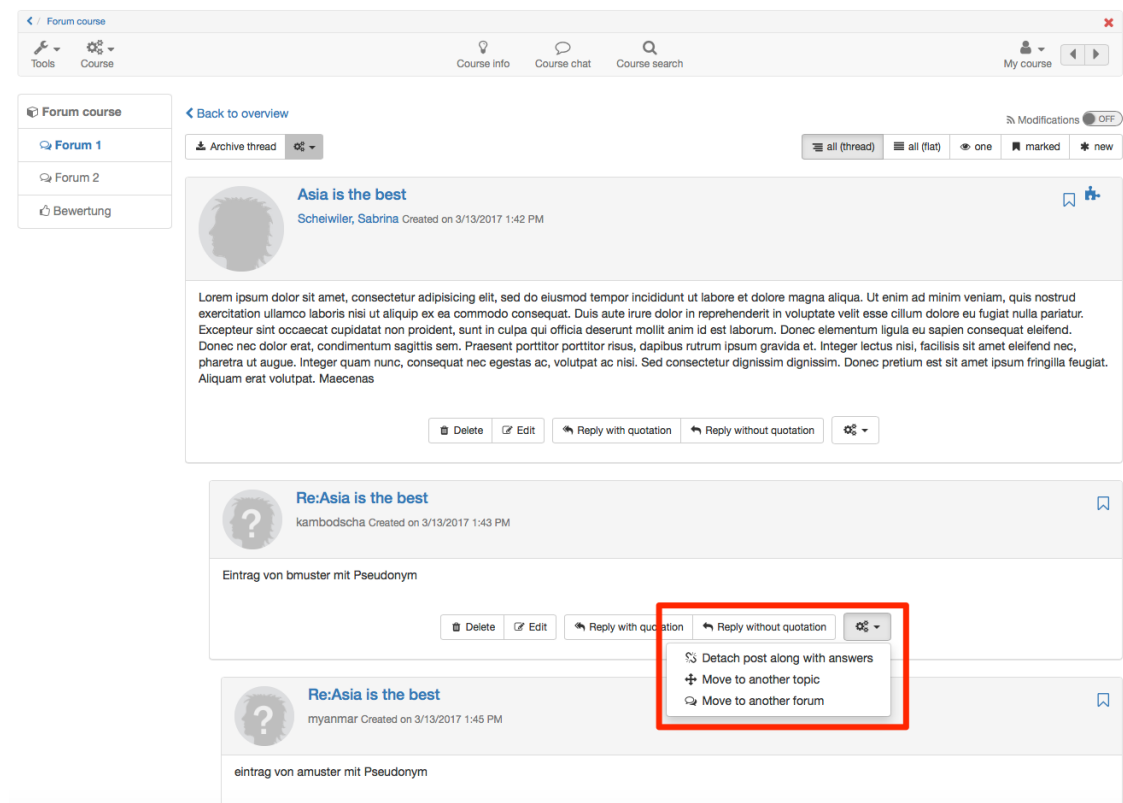 / Forum course
Tools
Course
Course info
Course chat
Course search
My course
Forum course
Forum 1
Forum 2
Bewertung
Back to overview
Modifications OFF
Archive thread
all (thread)
all (flat)
one
marked
new
Asia is the best
Scheiwiler, Sabrina Created on 3/13/2017 1:42 PM
Lorem ipsum dolor sit amet, consectetur adipisicing elit, sed do eiusmod tempor incididunt ut labore et dolore magna aliqua. Ut enim ad minim veniam, quis nostrud
exercitation ullamco laboris nisi ut aliquip ex ea commodo consequat. Duis aute irure dolor in reprehenderit in voluptate velit esse cillum dolore eu fugiat nulla pariatur.
Excepteur sint occaecat cupidatat non proident, sunt in culpa qui officia deserunt mollit anim id est laborum. Donec elementum ligula eu sapien consequat eleifend.
Donec nec dolor erat, condimentum sagittis sem. Praesent porttitor porttitor risus, dapibus rutrum ipsum gravida et. Integer lectus nisi, facilisis sit amet eleifend nec,
pharetra ut augue. Integer quam nunc, consequat nec egestas ac, volutpat ac nisi. Sed consectetur dignissim dignissim. Donec pretium est sit amet ipsum fringilla feugiat.
Aliquam erat volutpat. Maecenas
Delete
Edit
Reply with quotation
Reply without quotation
Re:Asia is the best
kambodscha Created on 3/13/2017 1:43 PM
Eintrag von bmuster mit Pseudonym
Delete
Edit
Reply with quotation
Reply without quotation
Detach post along with answers
Move to another topic
Move to another forum
Re:Asia is the best
myanmar Created on 3/13/2017 1:45 PM
eintrag von amuster mit Pseudonym